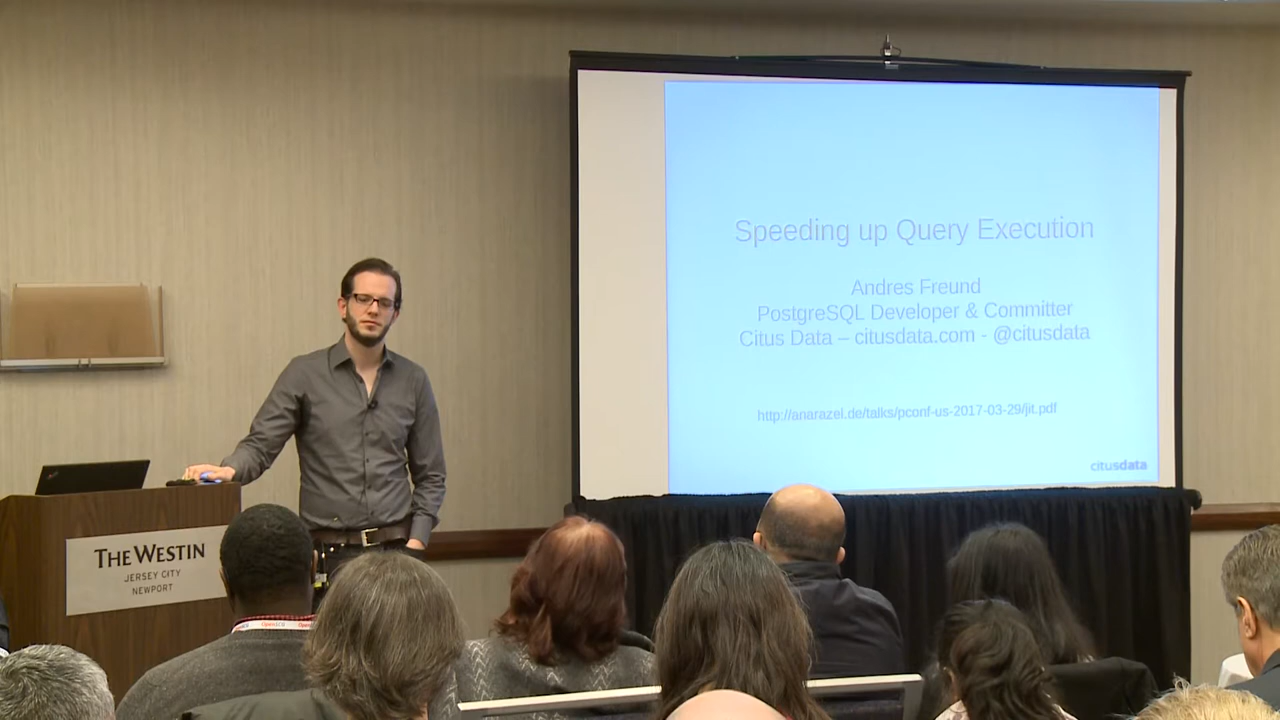 Speeding up Query Execution
Andres Freund
PostgreSQL Developer & Committer
Citus Data – citusdata.com - @citusdata
http://anarazel.de/talks/pconf-us-2017-03-29/jit.pdf
citusdata
THE WESTIN
JERSEY CITY
NEWPORT